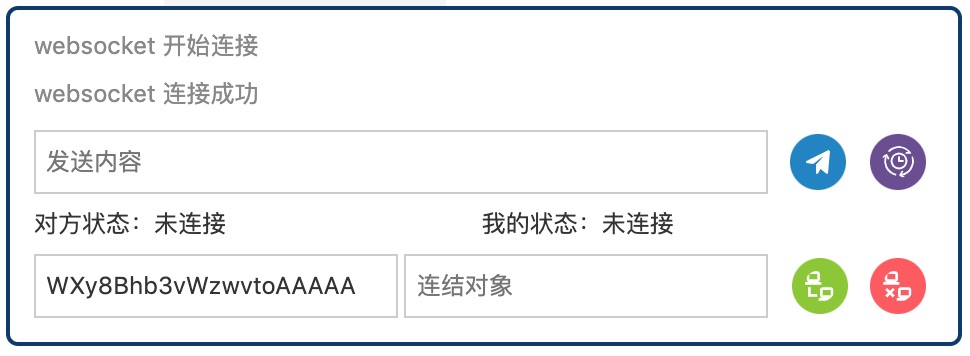 websocket 开始连接
websocket 连接成功
发送内容
对方状态：未连接 我的状态：未连接
WXy8Bhb3vWzwvtoAAAAA 连结对象